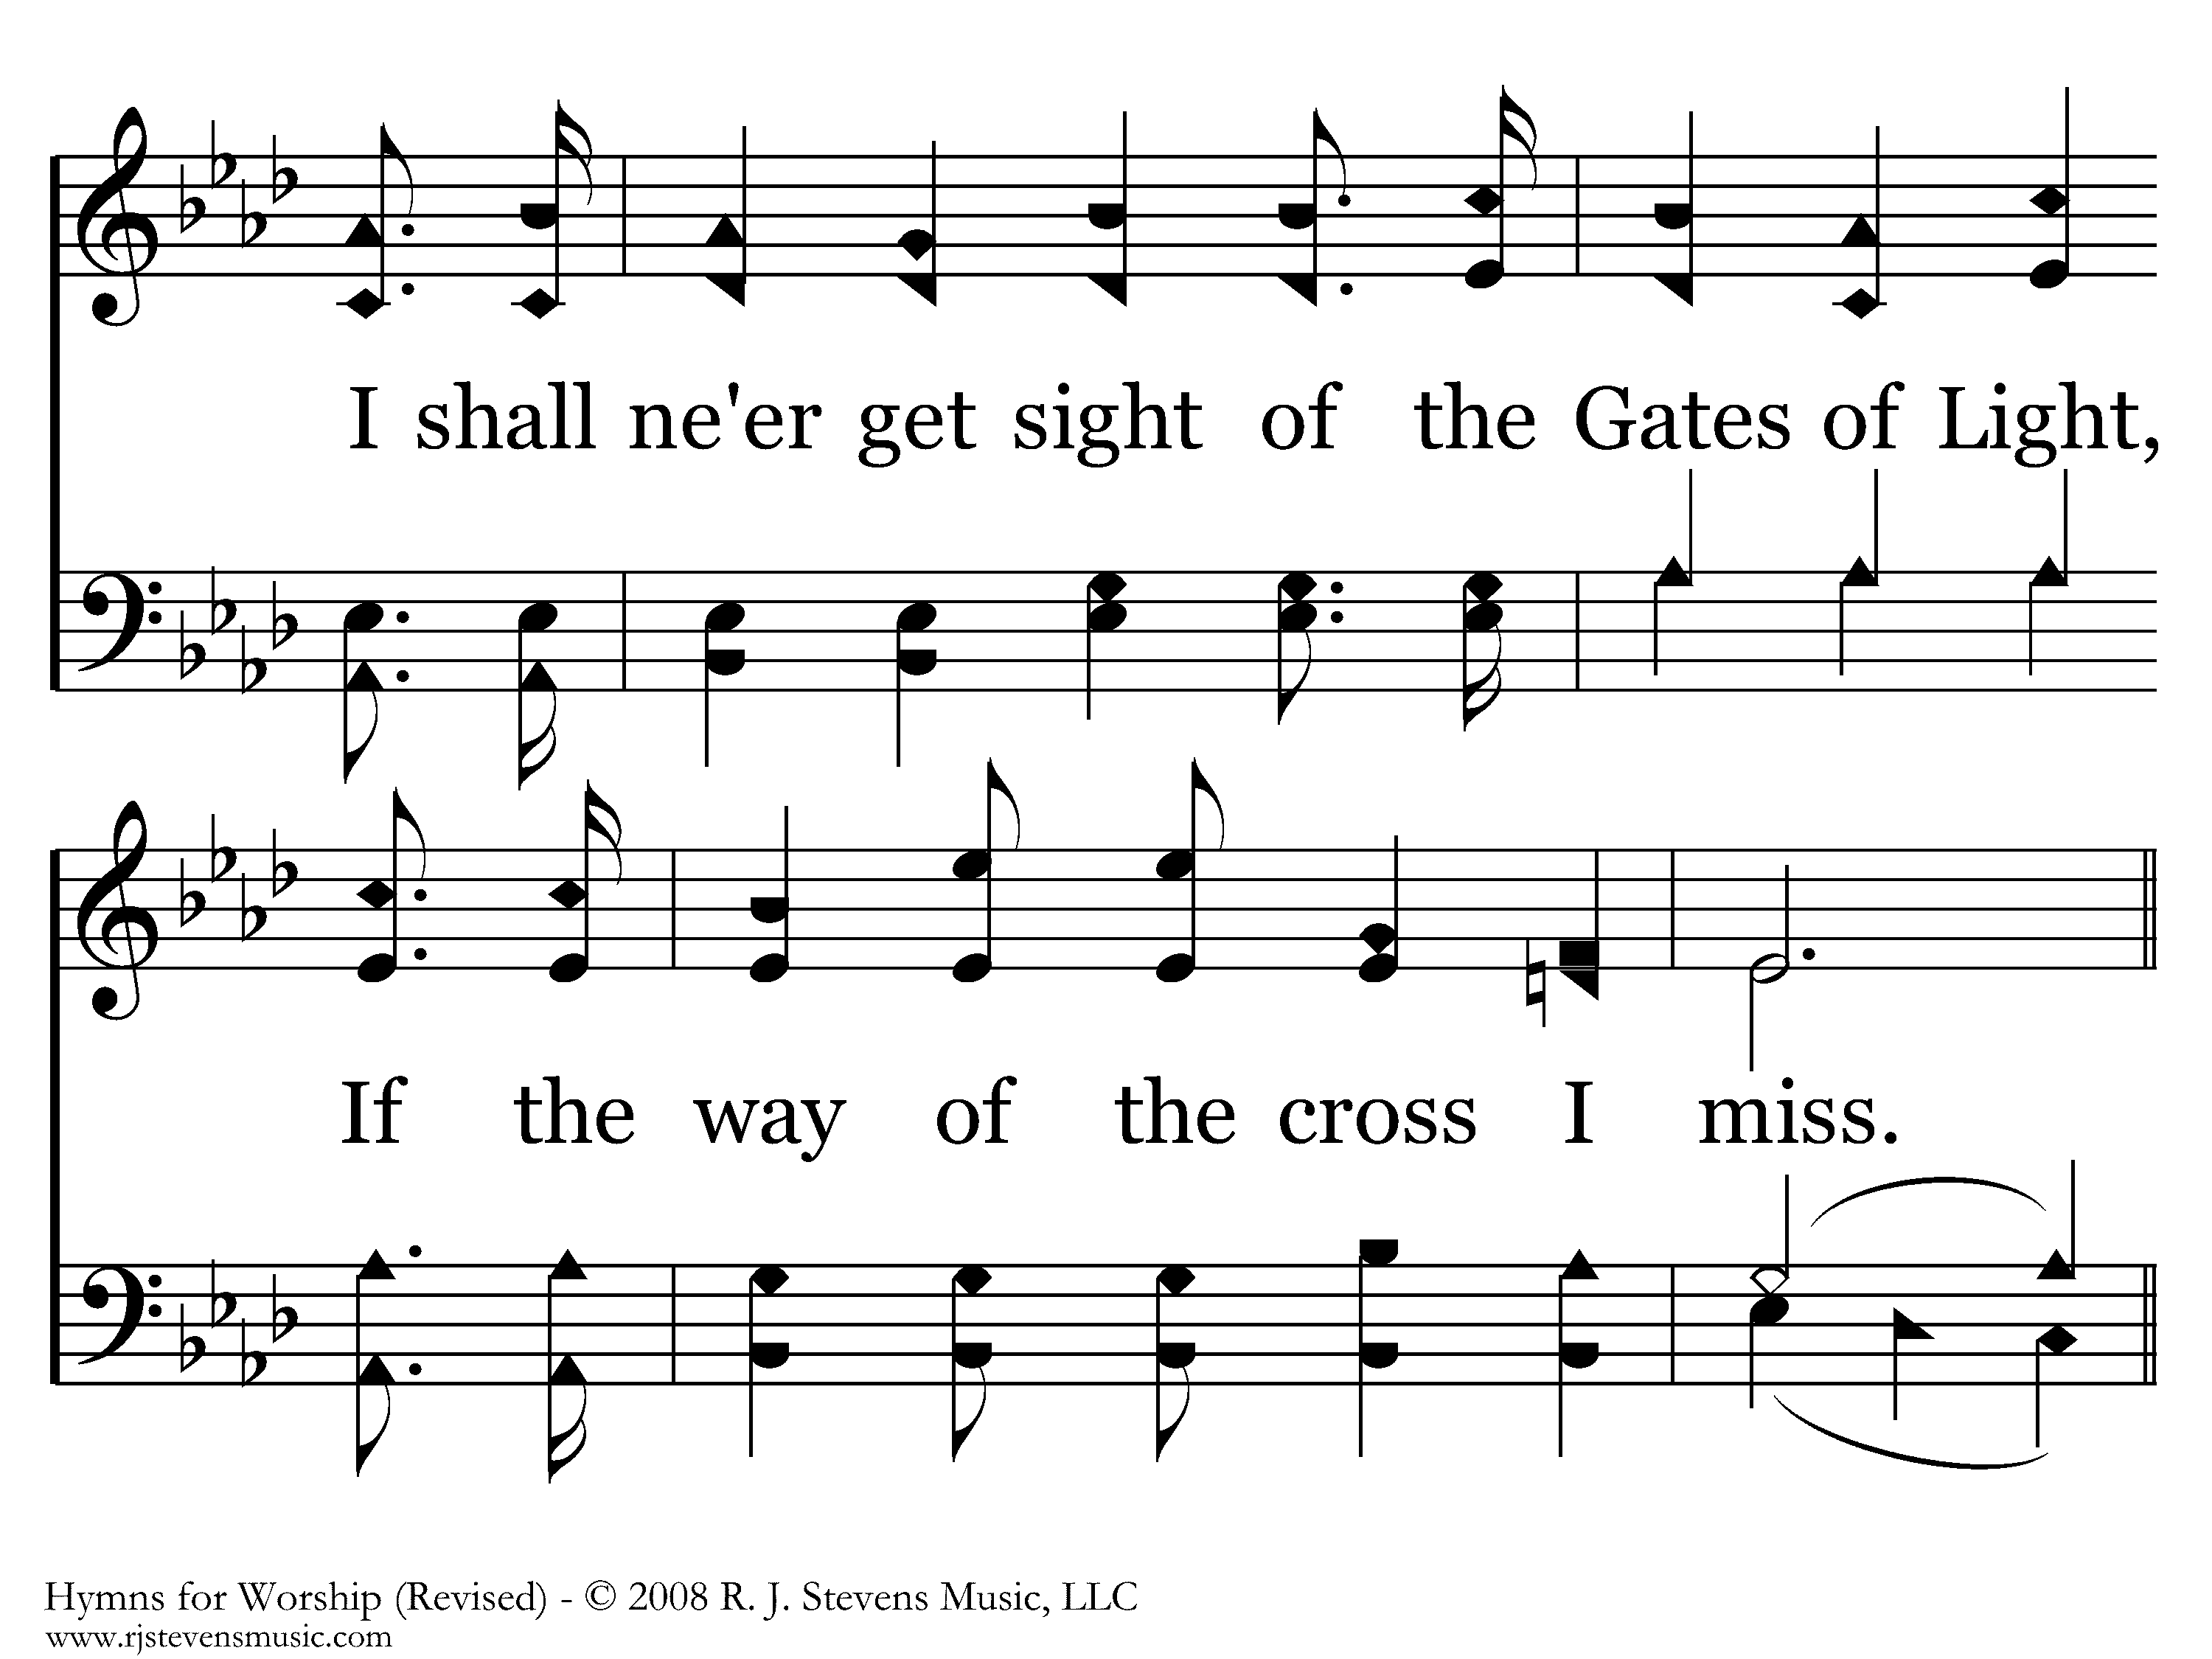 I shall ne'er get sight of the Gates of Light,
If the way of the cross I miss.
Hymns for Worship (Revised) - © 2008 R. J. Stevens Music, LLC
www.rjstevensmusic.com